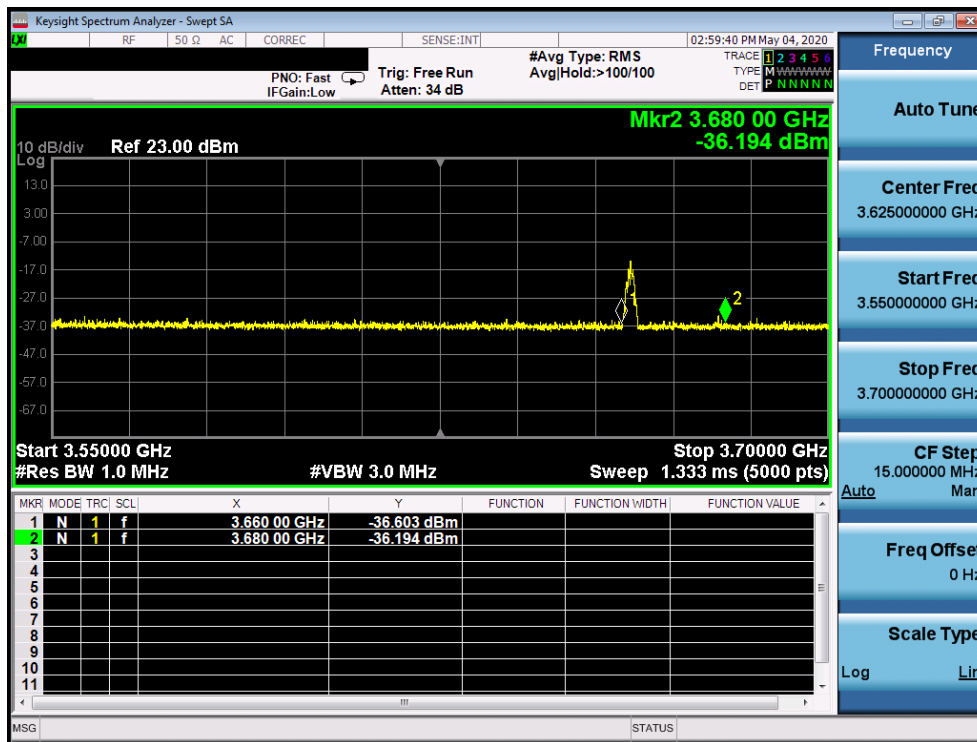 Keysight Spectrum Analyzer - Swept SA
LXI RF 50 Ω AC CORREC SENSE:INT 02:59:40 PM May 04, 2020
PNO: Fast
IFGain:Low
Trig: Free Run
Atten: 34 dB
#Avg Type: RMS
Avg|Hold:>100/100
TRACE 1 2 3 4 5 6
TYPE M W W W W W
DET P N N N N N
Mkr2 3.680 00 GHz
-36.194 dBm
10 dB/div Ref 23.00 dBm
Log
13.0
3.00
-7.00
-17.0
-27.0
-37.0
-47.0
-57.0
-67.0
1
2
Start 3.55000 GHz Stop 3.70000 GHz
#Res BW 1.0 MHz #VBW 3.0 MHz Sweep 1.333 ms (5000 pts)
MKR MODE TRC SCL X Y FUNCTION FUNCTION WIDTH FUNCTION VALUE
1 N 1 f 3.660 00 GHz -36.603 dBm
2 N 1 f 3.680 00 GHz -36.194 dBm
3
4
5
6
7
8
9
10
11
MSG STATUS
Frequency
Auto Tune
Center Freq
3.625000000 GHz
Start Freq
3.550000000 GHz
Stop Freq
3.700000000 GHz
CF Step
15.000000 MHz
Auto Man
Freq Offset
0 Hz
Scale Type
Log Lin